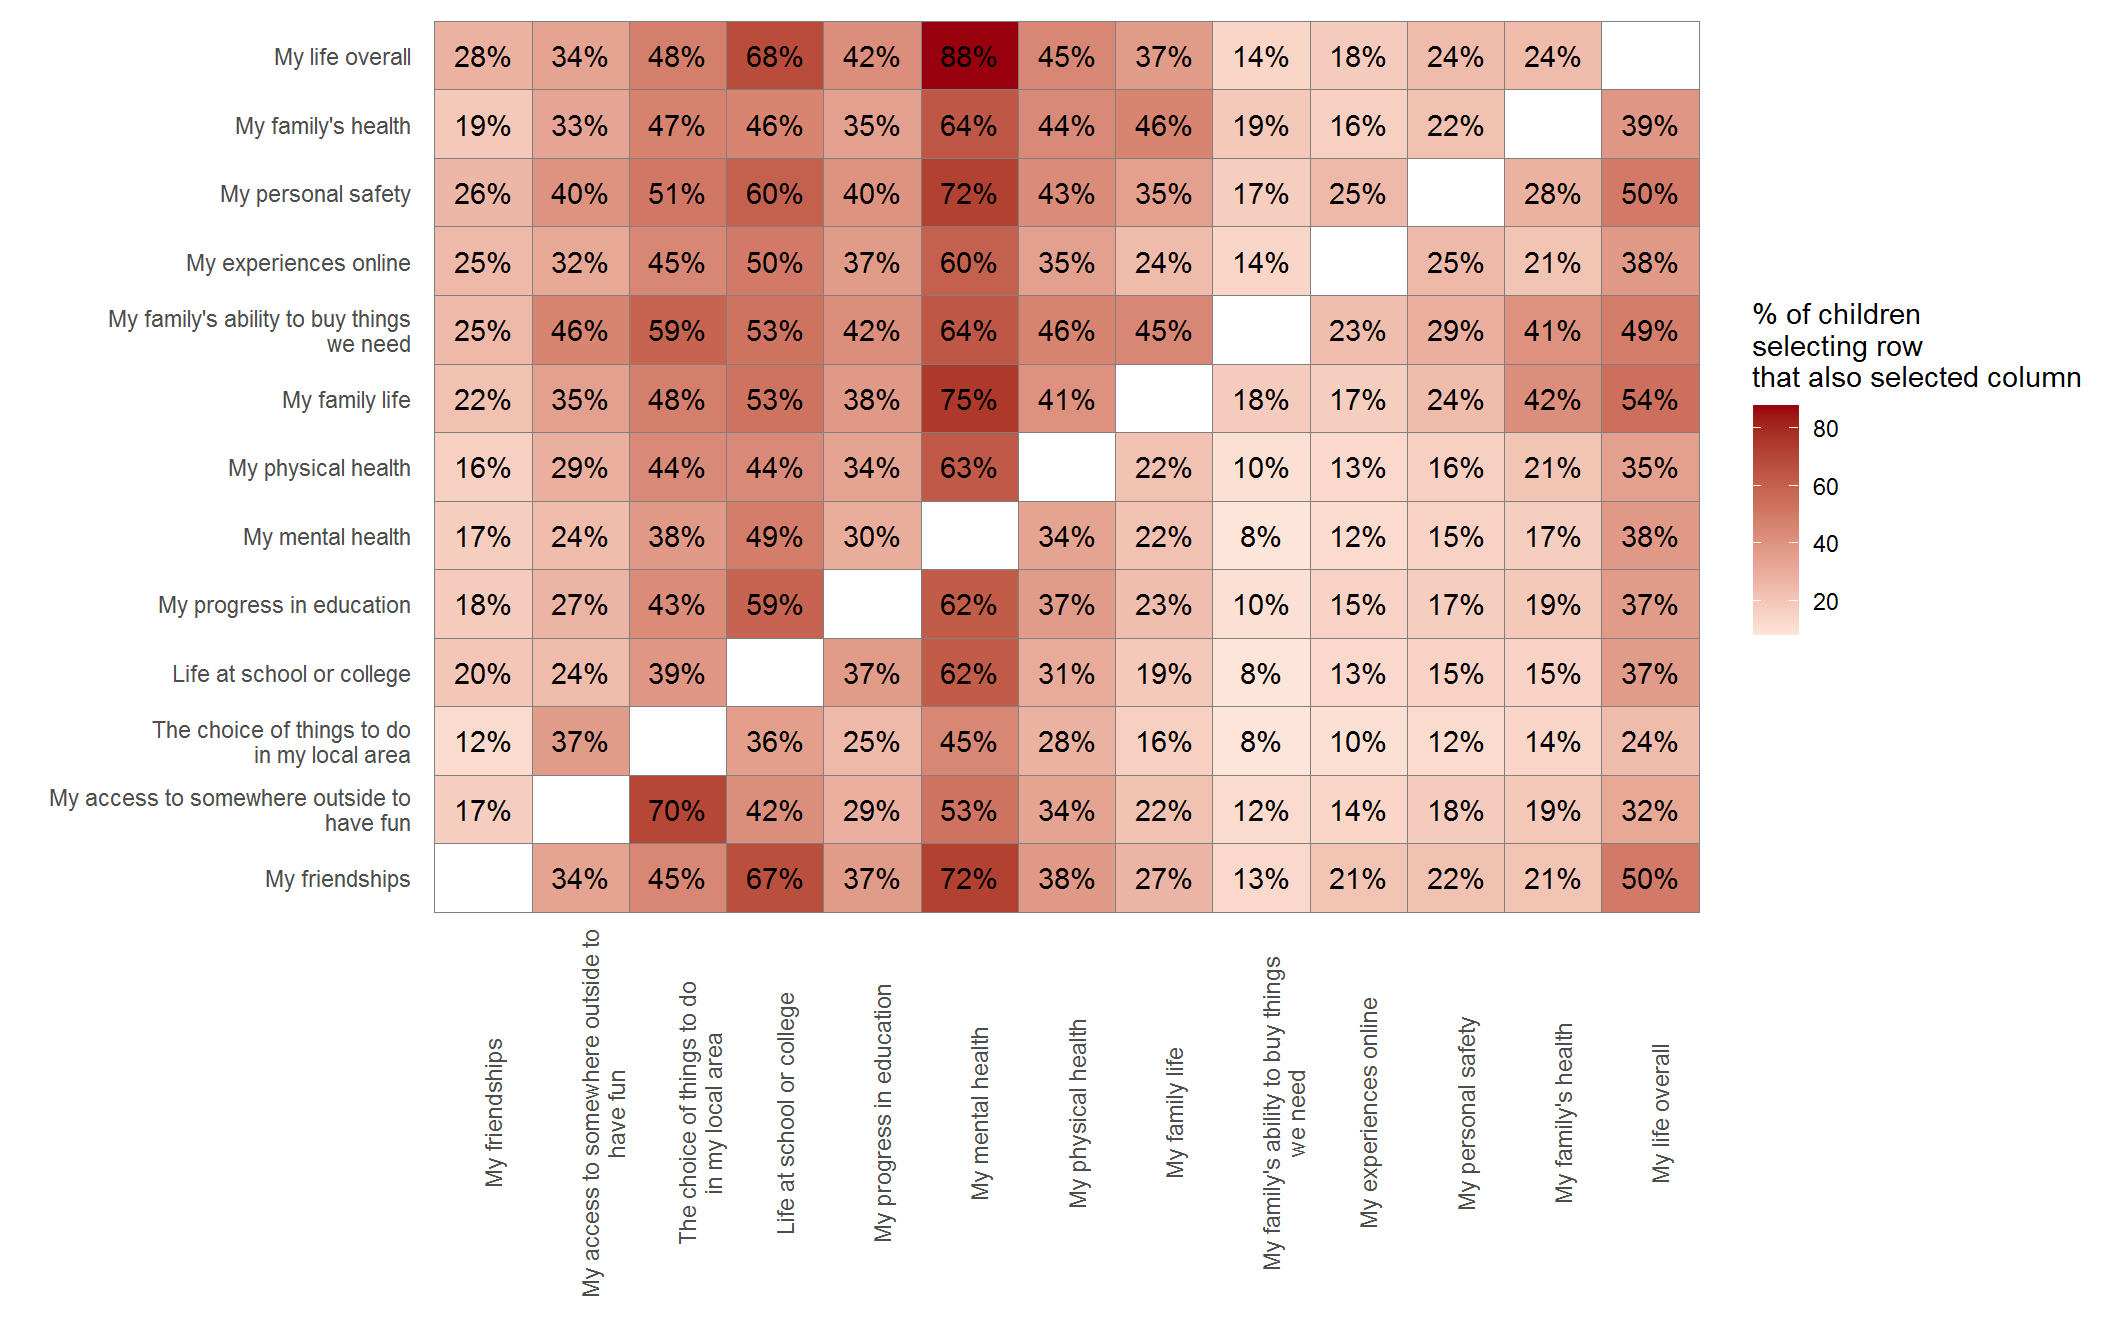 My life overall 28% 34% 48% 68% 42% 88% 45% 37% 14% 18% 24% 24%
My family's health 19% 33% 47% 46% 35% 64% 44% 46% 19% 16% 22% 39%
My personal safety 26% 40% 51% 60% 40% 72% 43% 35% 17% 25% 28% 50%
My experiences online 25% 32% 45% 50% 37% 60% 35% 24% 14% 25% 21% 38%
My family's ability to buy things
we need 25% 46% 59% 53% 42% 64% 46% 45% 23% 29% 41% 49%
My family life 22% 35% 48% 53% 38% 75% 41% 18% 17% 24% 42% 54%
My physical health 16% 29% 44% 44% 34% 63% 22% 10% 13% 16% 21% 35%
My mental health 17% 24% 38% 49% 30% 34% 22% 8% 12% 15% 17% 38%
My progress in education 18% 27% 43% 59% 62% 37% 23% 10% 15% 17% 19% 37%
Life at school or college 20% 24% 39% 37% 62% 31% 19% 8% 13% 15% 15% 37%
The choice of things to do
in my local area 12% 37% 36% 25% 45% 28% 16% 8% 10% 12% 14% 24%
My access to somewhere outside to
have fun 17% 70% 42% 29% 53% 34% 22% 12% 14% 18% 19% 32%
My friendships 34% 45% 67% 37% 72% 38% 27% 13% 21% 22% 21% 50%
My friendships
My access to somewhere outside to
have fun
The choice of things to do
in my local area
Life at school or college
My progress in education
My mental health
My physical health
My family life
My family's ability to buy things
we need
My experiences online
My personal safety
My family's health
My life overall
% of children
selecting row
that also selected column
80
60
40
20